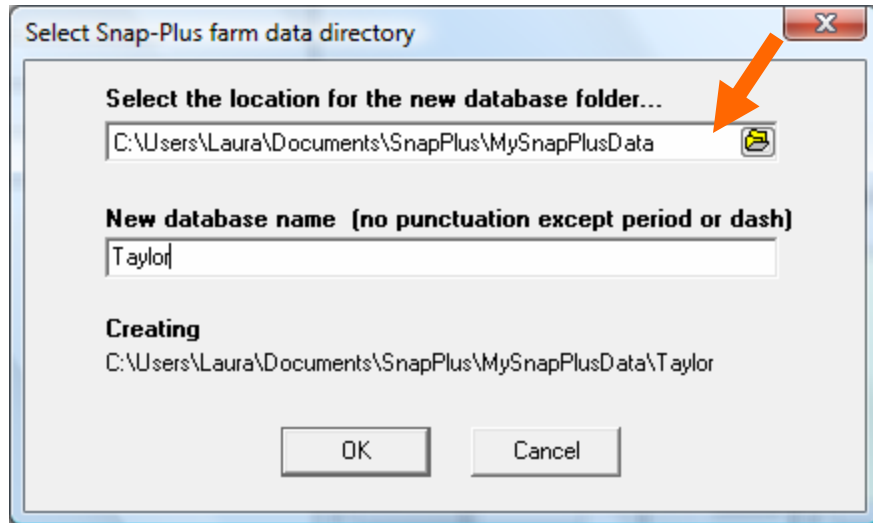 Select Snap-Plus farm data directory
Select the location for the new database folder...
C:\Users\Laura\Documents\SnapPlus\MySnapPlusData
New database name (no punctuation except period or dash)
Taylor
Creating
C:\Users\Laura\Documents\SnapPlus\MySnapPlusData\Taylor
OK Cancel